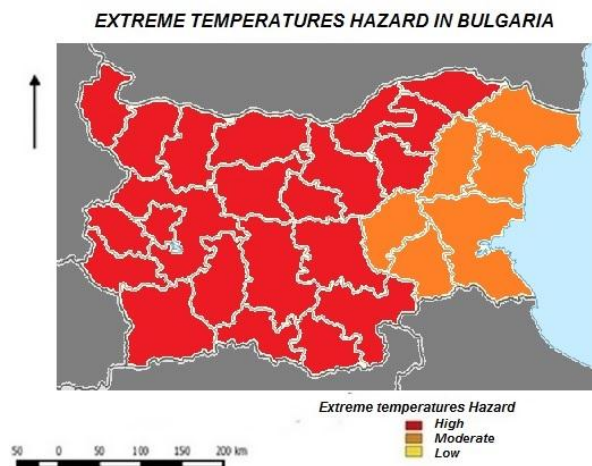 EXTREME TEMPERATURES HAZARD IN BULGARIA
Extreme temperatures Hazard
High
Moderate
Low
50 0 50 100 150 200 km